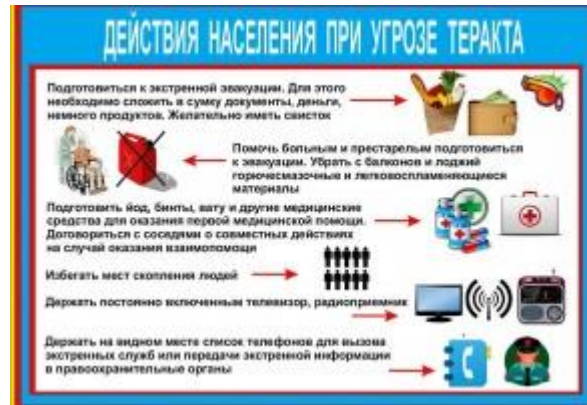 ДЕЙСТВИЯ НАСЕЛЕНИЯ ПРИ УГРОЗЕ ТЕРАКТА
Подготовиться к экстренной эвакуации. Для этого
необходимо сложить в сумку документы, деньги,
немного продуктов. Желательно иметь свисток
Помочь больным и престарелым подготовиться
к эвакуации. Убрать с балконов и лоджий
горючесмазочные и легковоспламеняющиеся
материалы
Подготовить йод, бинты, вату и другие медицинские
средства для оказания первой медицинской помощи.
Договориться с соседями о совместных действиях
на случай оказания взаимопомощи
Избегать мест скопления людей
Держать постоянно включенным телевизор, радиоприемник
Держать на видном месте список телефонов для вызова
экстренных служб или передачи экстренной информации
в правоохранительные органы